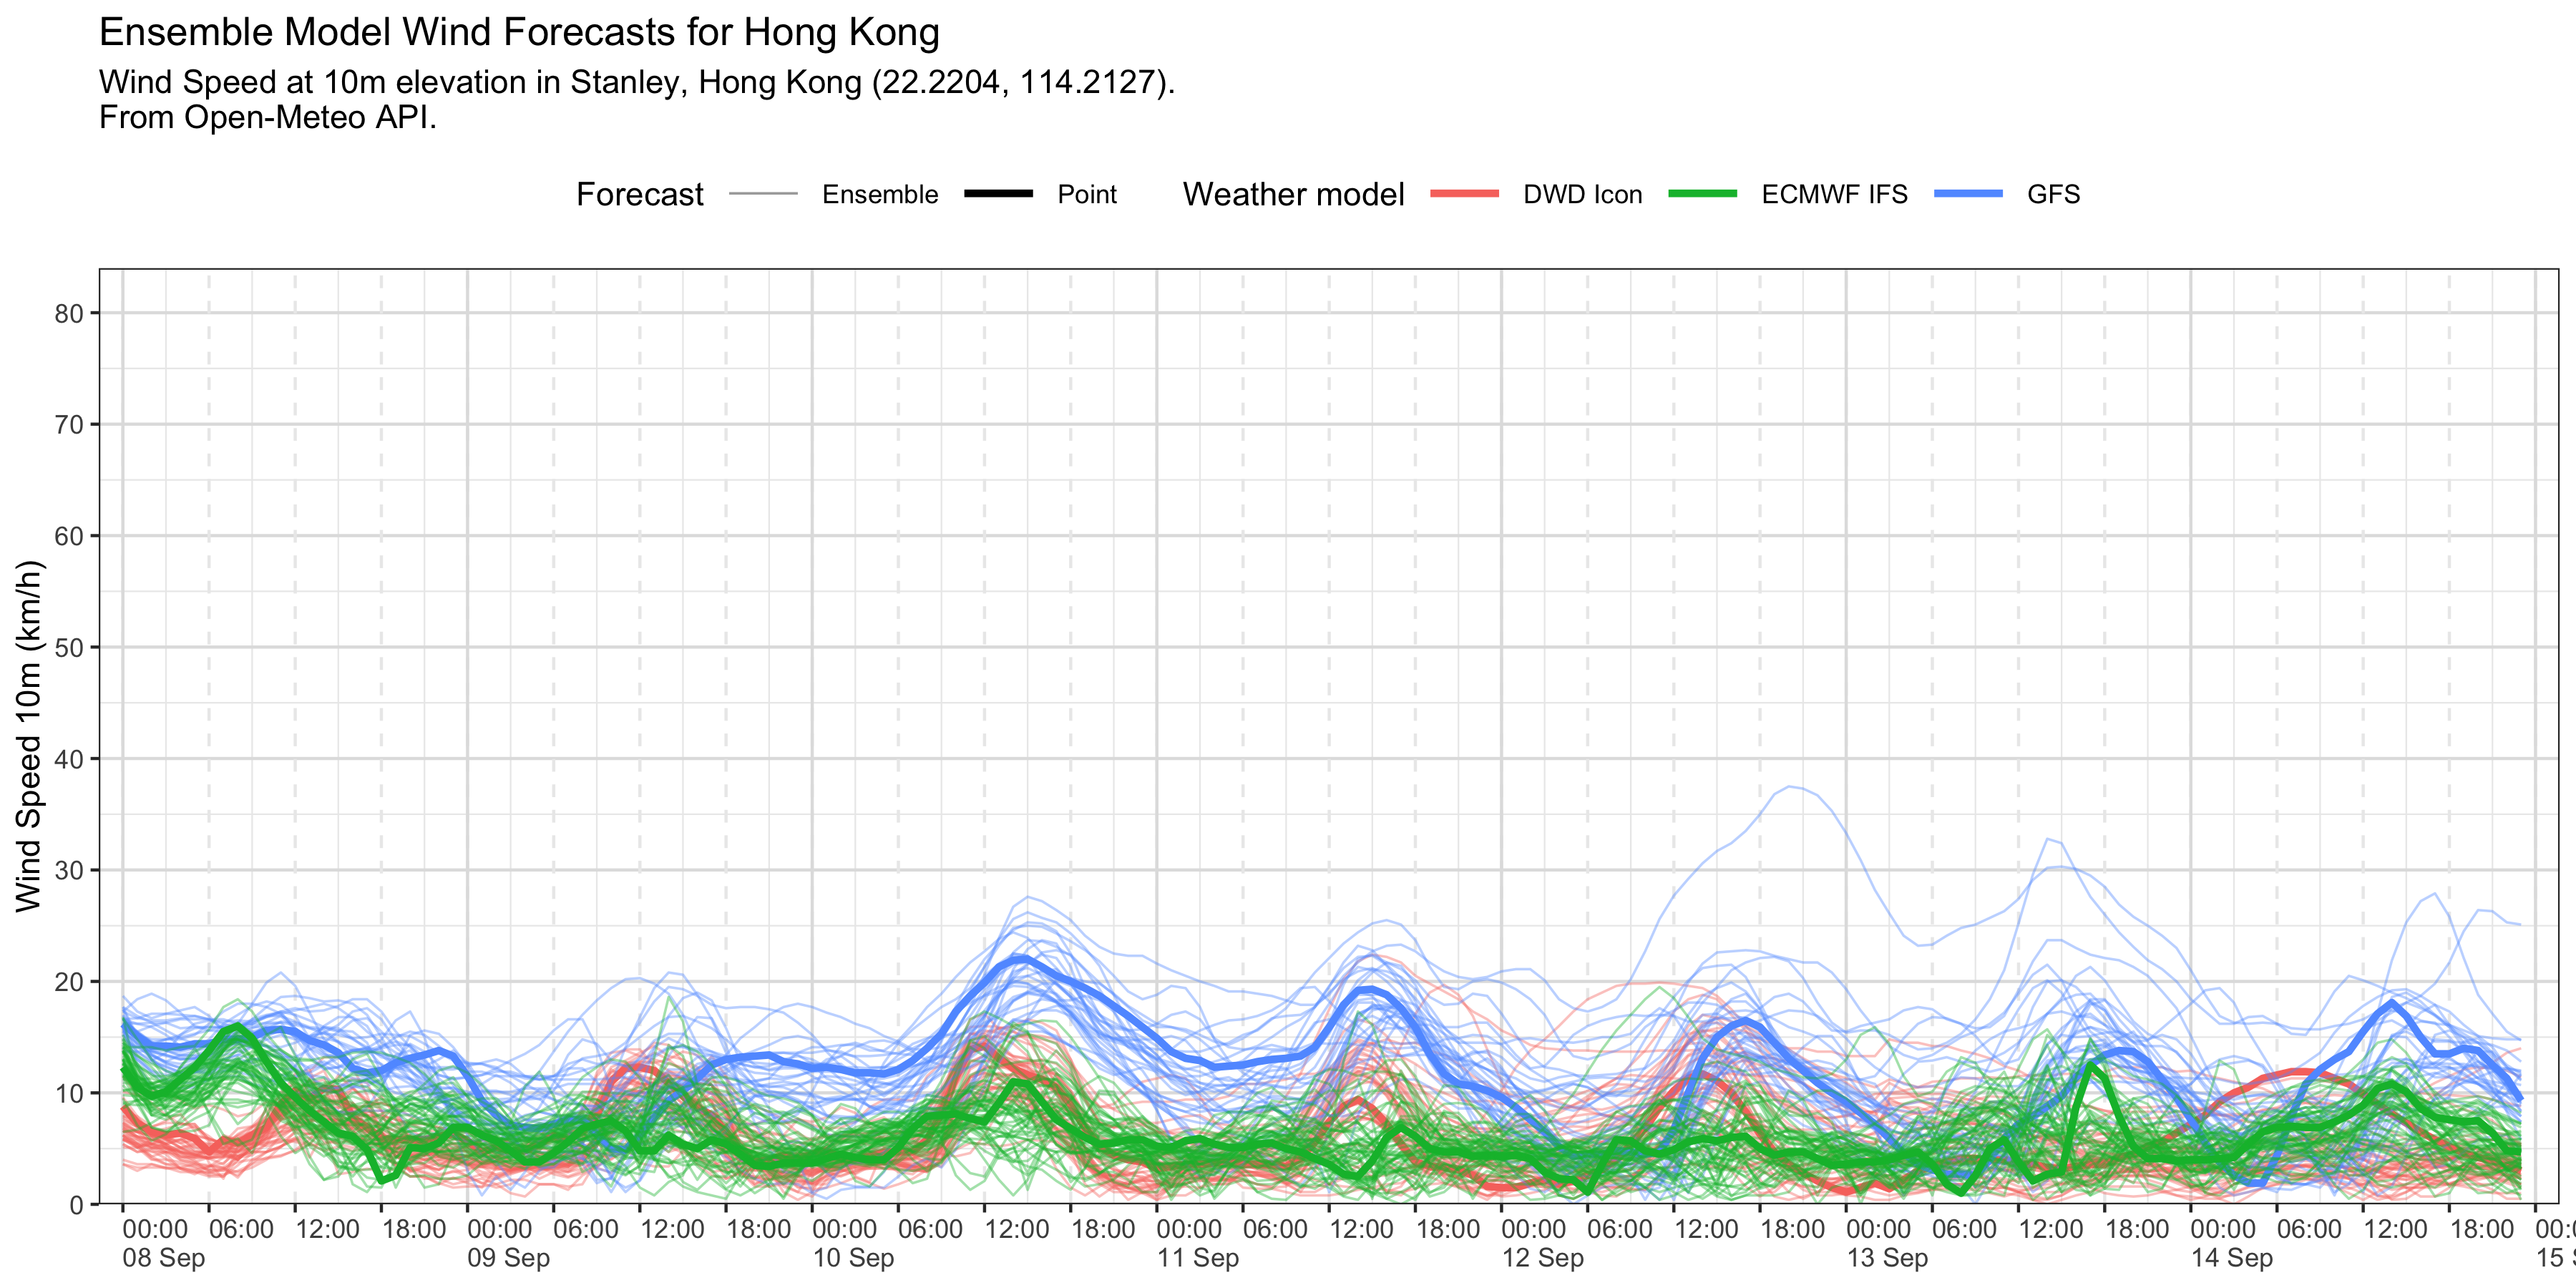 Ensemble Model Wind Forecasts for Hong Kong
Wind Speed at 10m elevation in Stanley, Hong Kong (22.2204, 114.2127).
From Open-Meteo API.
Forecast Ensemble Point Weather model DWD Icon ECMWF IFS GFS
Wind Speed 10m (km/h)
80
70
60
50
40
30
20
10
0
00:00 06:00 12:00 18:00 00:00 06:00 12:00 18:00 00:00 06:00 12:00 18:00 00:00 06:00 12:00 18:00 00:00 06:00 12:00 18:00 00:00 06:00 12:00 18:00 00:00 06:00 12:00 18:00
08 Sep 09 Sep 10 Sep 11 Sep 12 Sep 13 Sep 14 Sep 15